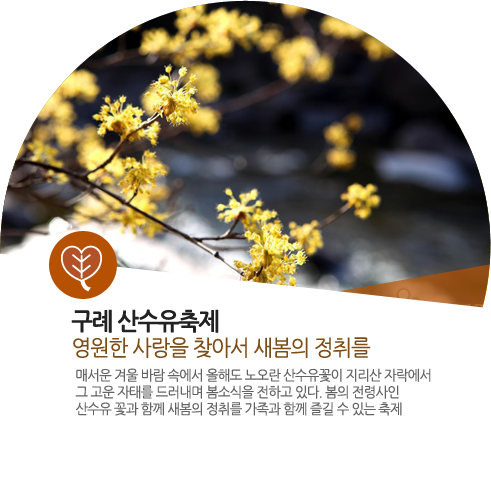 구례 산수유축제
영원한 사랑을 찾아서 새봄의 정취를
매서운 겨울 바람 속에서 올해도 노오란 산수유꽃이 지리산 자락에서
그 고운 자태를 드러내며 봄소식을 전하고 있다. 봄의 전령사인
산수유 꽃과 함께 새봄의 정취를 가족과 함께 즐길 수 있는 축제